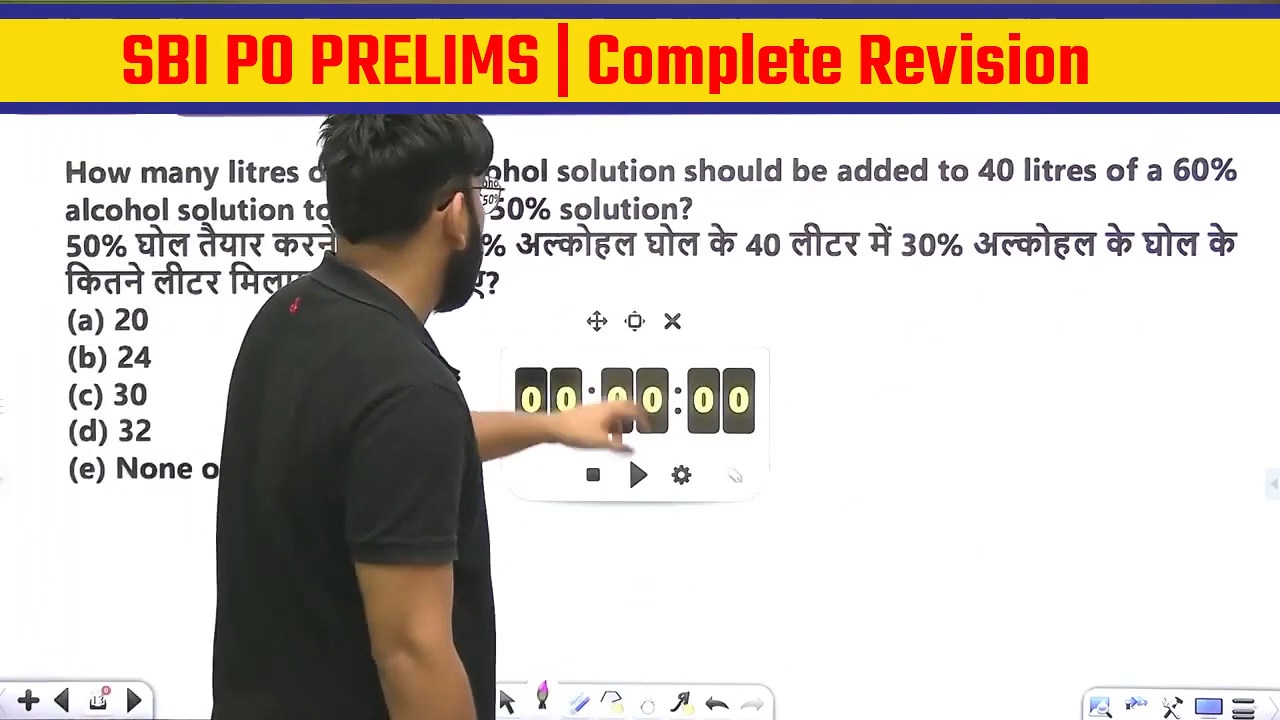 SBI PO PRELIMS | Complete Revision
How many litres ohol solution should be added to 40 litres of a 60%
alcohol solution to 50% solution?
50% घोल तैयार करने % अल्कोहल घोल के 40 लीटर में 30% अल्कोहल के घोल के
कितने लीटर मिला ?
(a) 20
(b) 24
(c) 30
(d) 32
(e) None o
00:00:00